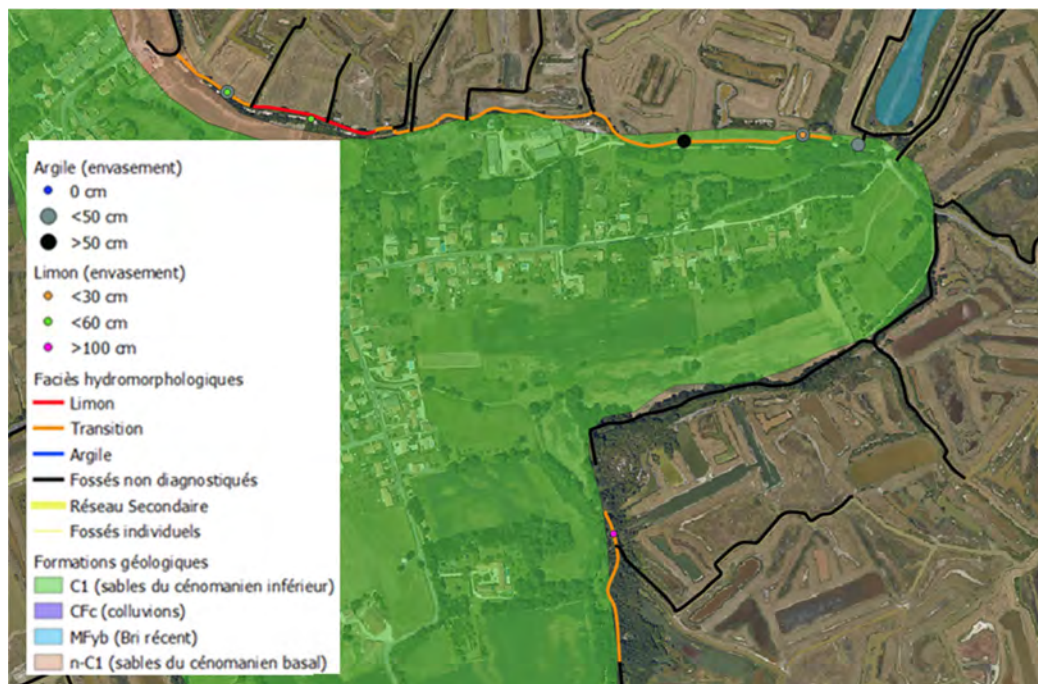 Argile (envasement)
0 cm
<50 cm
>50 cm
Limon (envasement)
<30 cm
<60 cm
>100 cm
Faciès hydromorphologiques
Limon
Transition
Argile
Fossés non diagnostiqués
Réseau Secondaire
Fossés individuels
Formations géologiques
C1 (sables du cénomanien inférieur)
CFc (colluvions)
MFyb (Bri récent)
n-C1 (sables du cénomanien basal)